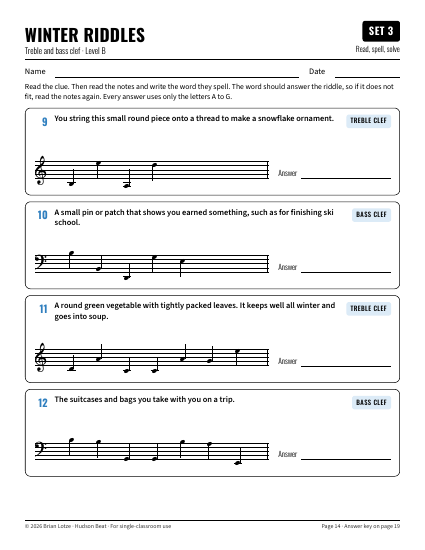 WINTER RIDDLES
SET 3
Treble and bass clef · Level B
Read, spell, solve
Name
Date
Read the clue. Then read the notes and write the word they spell. The word should answer the riddle, so if it does not
fit, read the notes again. Every answer uses only the letters A to G.
9
You string this small round piece onto a thread to make a snowflake ornament.
TREBLE CLEF
Answer
10
A small pin or patch that shows you earned something, such as for finishing ski
school.
BASS CLEF
Answer
11
A round green vegetable with tightly packed leaves. It keeps well all winter and
goes into soup.
TREBLE CLEF
Answer
12
The suitcases and bags you take with you on a trip.
BASS CLEF
Answer
© 2026 Brian Lotze · Hudson Beat · For single-classroom use
Page 14 · Answer key on page 19